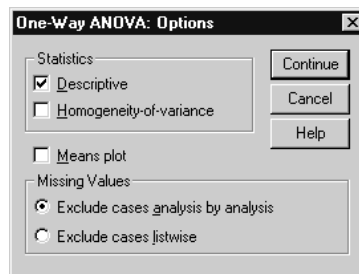 One-Way ANOVA: Options
Statistics
Descriptive
Homogeneity-of-variance
Means plot
Missing Values
Exclude cases analysis by analysis
Exclude cases listwise
Continue
Cancel
Help